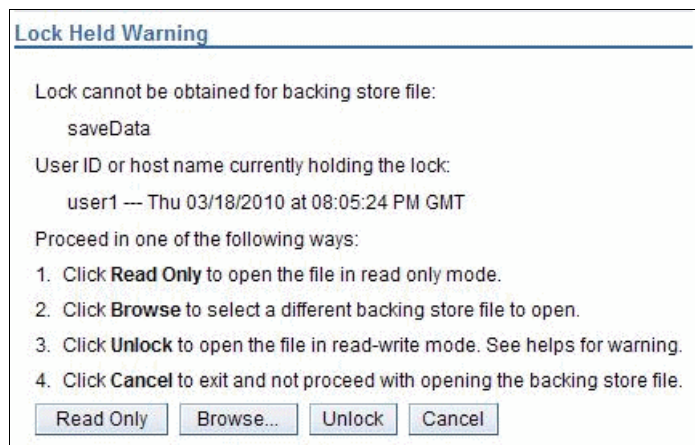 Lock Held Warning
Lock cannot be obtained for backing store file:
saveData
User ID or host name currently holding the lock:
user1 --- Thu 03/18/2010 at 08:05:24 PM GMT
Proceed in one of the following ways:
1. Click Read Only to open the file in read only mode.
2. Click Browse to select a different backing store file to open.
3. Click Unlock to open the file in read-write mode. See helps for warning.
4. Click Cancel to exit and not proceed with opening the backing store file.
Read Only Browse... Unlock Cancel